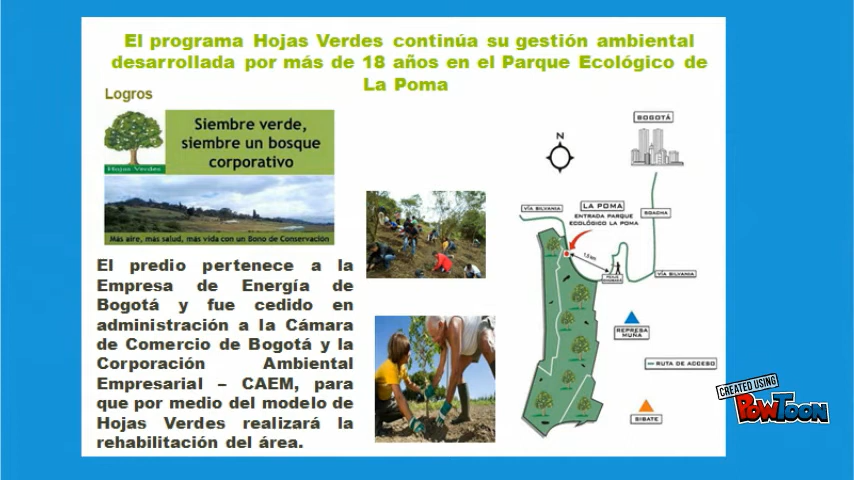 El programa Hojas Verdes continúa su gestión ambiental
desarrollada por más de 18 años en el Parque Ecológico de
La Poma
Logros
Siembre verde,
siembre un bosque
corporativo
Hojas Verdes
Más aire, más salud, más vida con un Bono de Conservación
El predio pertenece a la
Empresa de Energía de
Bogotá y fue cedido en
administración a la Cámara
de Comercio de Bogotá y la
Corporación Ambiental
Empresarial – CAEM, para
que por medio del modelo de
Hojas Verdes realizará la
rehabilitación del área.
BOGOTÁ
N
VÍA SILVANIA
LA POMA
ENTRADA PARQUE
ECOLÓGICO LA POMA
SOACHA
1,5 km
VÍA SILVANIA
REPRESA
MUÑA
RUTA DE ACCESO
SIBATE
CREATED USING
POWTOON